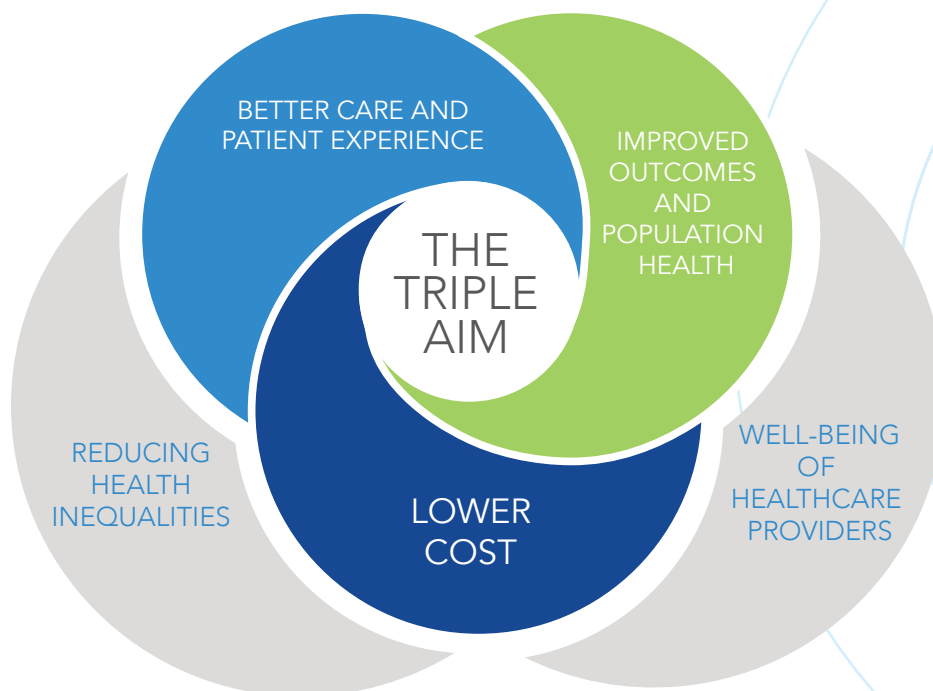 BETTER CARE AND
PATIENT EXPERIENCE
IMPROVED
OUTCOMES
AND
POPULATION
HEALTH
THE
TRIPLE
AIM
REDUCING
HEALTH
INEQUALITIES
LOWER
COST
WELL-BEING
OF
HEALTHCARE
PROVIDERS